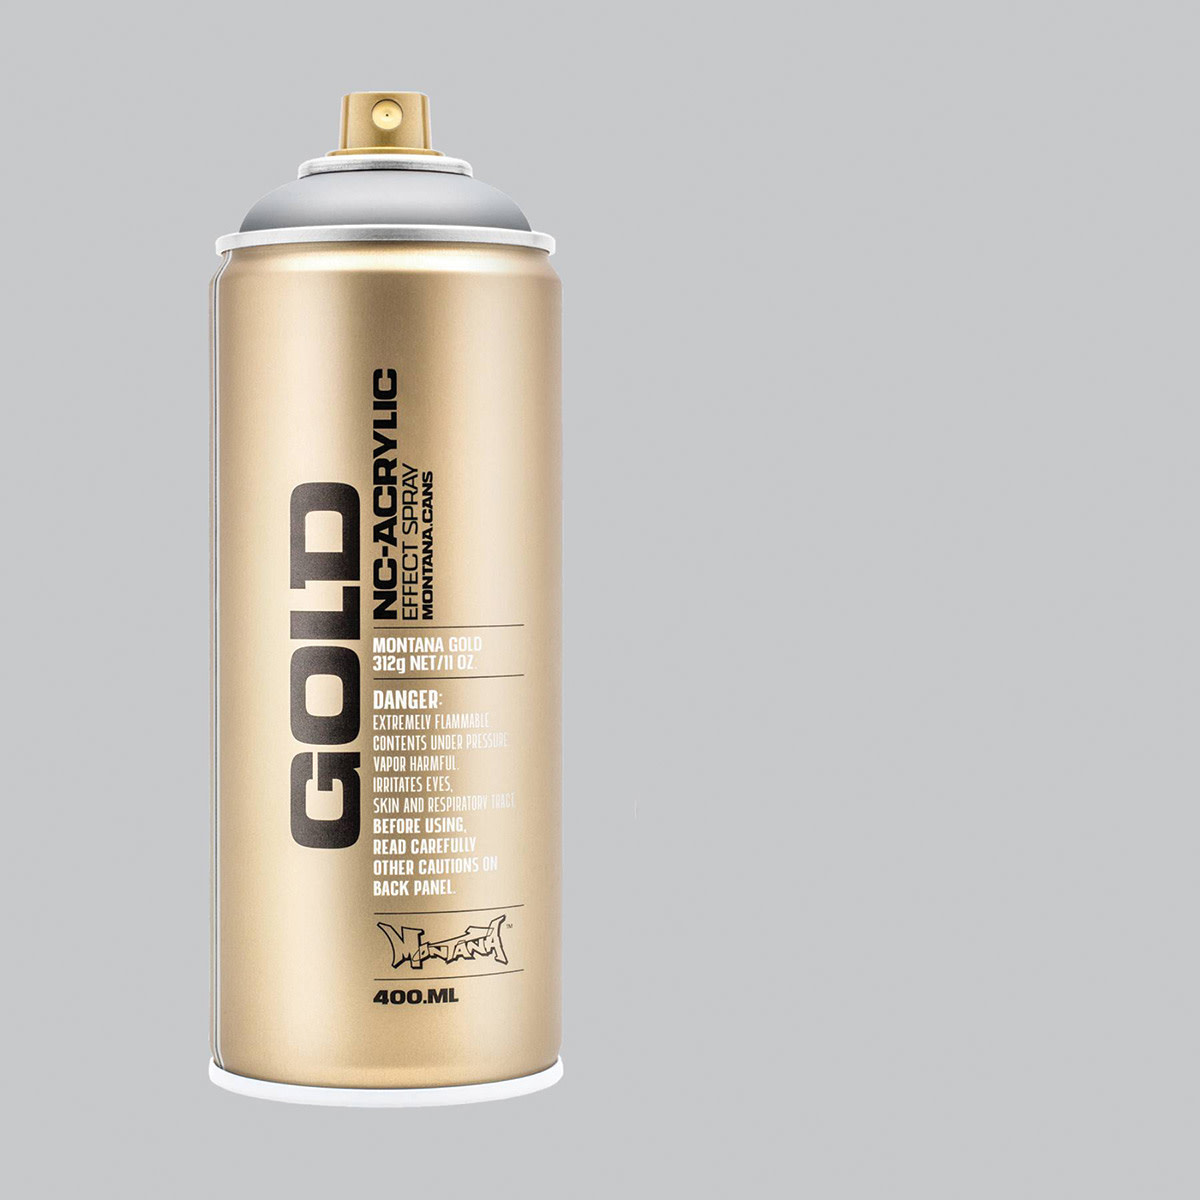 GOLD
NC-ACRYLIC
EFFECT SPRAY
MONTANA.CANS
MONTANA GOLD
312g NET/11 OZ.
DANGER:
EXTREMELY FLAMMABLE
CONTENTS UNDER PRESSURE.
VAPOR HARMFUL.
IRRITATES EYES,
SKIN AND RESPIRATORY TRACT.
BEFORE USING,
READ CAREFULLY
OTHER CAUTIONS ON
BACK PANEL.
MONTANA™
400.ML